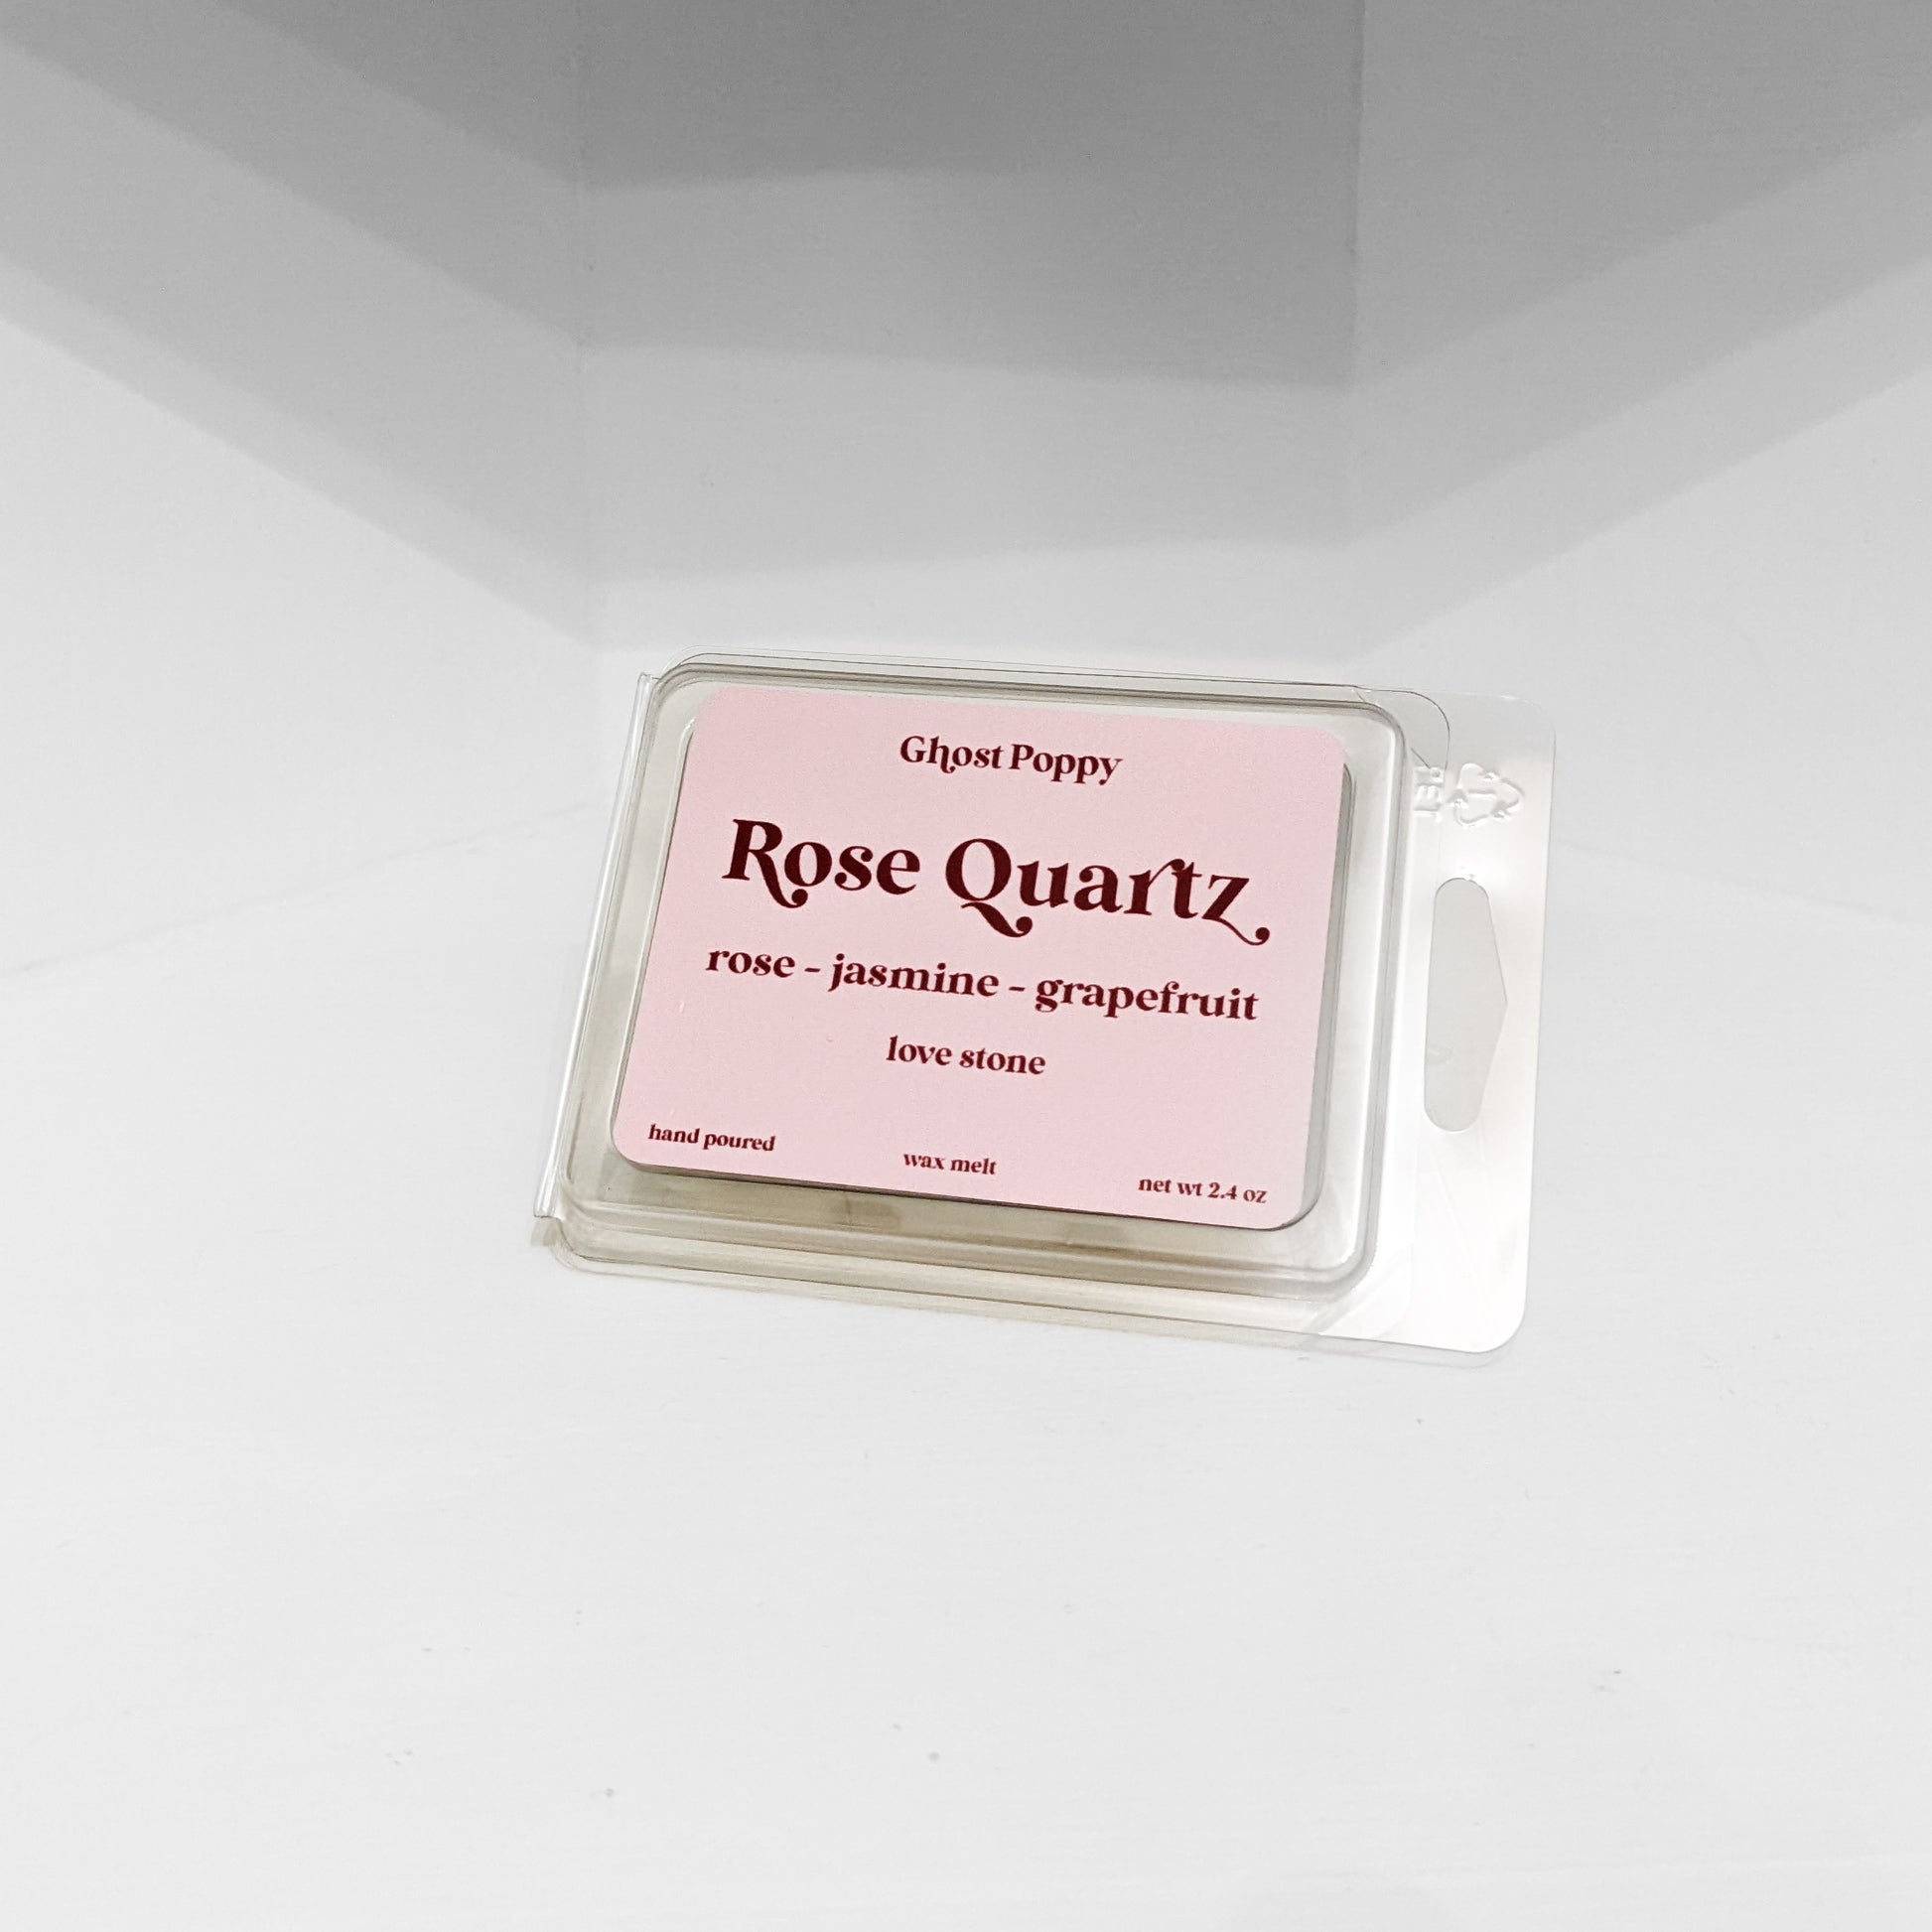 Ghost Poppy
Rose Quartz
rose - jasmine - grapefruit
love stone
hand poured
wax melt
net wt 2.4 oz